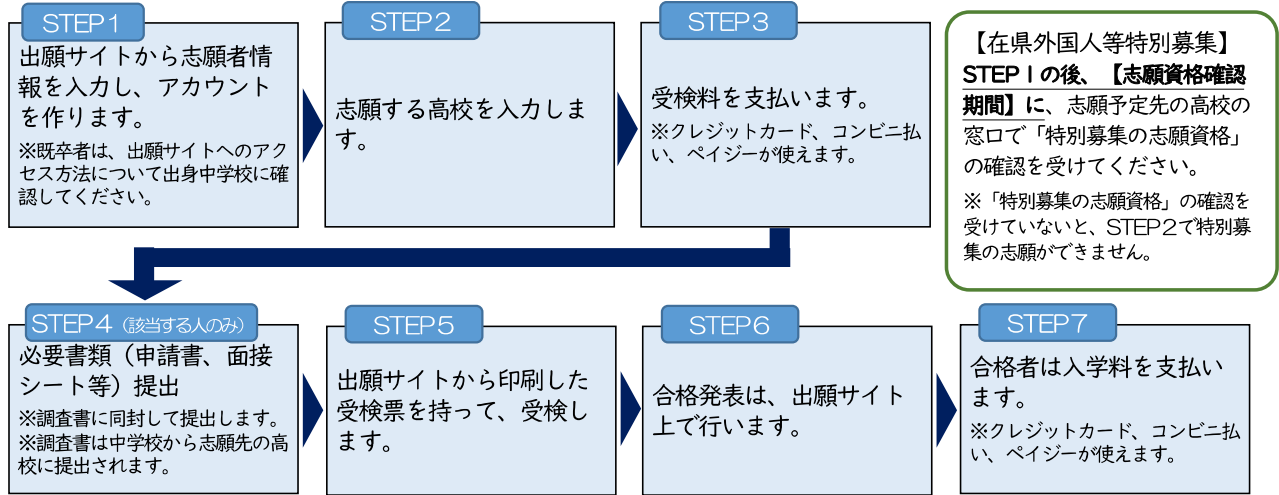 STEP1
出願サイトから志願者情
報を入力し、アカウント
を作ります。
※既卒者は、出願サイトへのアク
セス方法について出身中学校に確
認してください。
STEP2
志願する高校を入力しま
す。
STEP3
受検料を支払います。
※クレジットカード、コンビニ払
い、ペイジーが使えます。
【在県外国人等特別募集】
STEP1の後、【志願資格確認
期間】に、志願予定先の高校の
窓口で「特別募集の志願資格」
の確認を受けてください。
※「特別募集の志願資格」の確認を
受けていないと、STEP2で特別募
集の志願ができません。
STEP4（該当する人のみ）
必要書類（申請書、面接
シート等）提出
※調査書に同封して提出します。
※調査書は中学校から志願先の高
校に提出されます。
STEP5
出願サイトから印刷した
受検票を持って、受検し
ます。
STEP6
合格発表は、出願サイト
上で行います。
STEP7
合格者は入学料を支払い
ます。
※クレジットカード、コンビニ払
い、ペイジーが使えます。